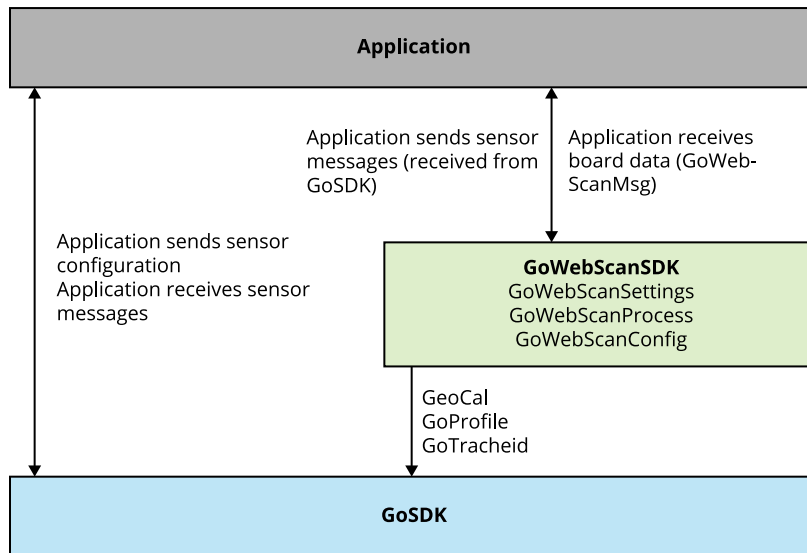 Application
Application sends sensor
messages (received from
GoSDK)
Application receives
board data (GoWeb-
ScanMsg)
Application sends sensor
configuration
Application receives sensor
messages
GoWebScanSDK
GoWebScanSettings
GoWebScanProcess
GoWebScanConfig
GeoCal
GoProfile
GoTracheid
GoSDK